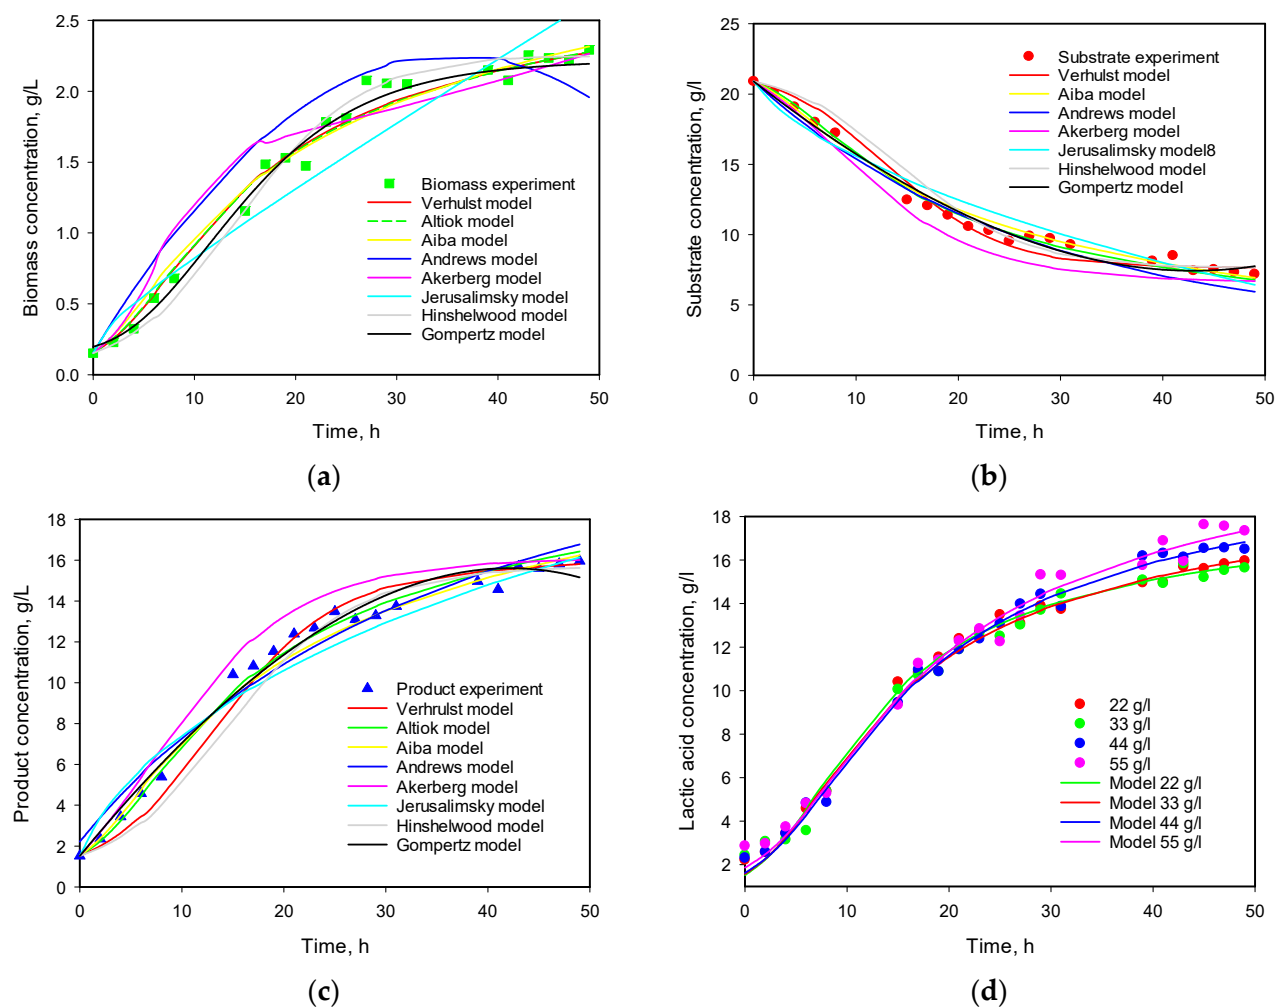 2.5
2.0
1.5
1.0
0.5
0.0
Biomass concentration, g/L
Biomass experiment
Verhulst model
Altiok model
Aiba model
Andrews model
Akerberg model
Jerusalimsky model
Hinshelwood model
Gompertz model
0 10 20 30 40 50
Time, h
(a)
25
20
15
10
5
0
Substrate concentration, g/L
Substrate experiment
Verhulst model
Aiba model
Andrews model
Akerberg model
Jerusalimsky model8
Hinshelwood model
Gompertz model
0 10 20 30 40 50
Time, h
(b)
18
16
14
12
10
8
6
4
2
0
Product concentration, g/L
Product experiment
Verhrulst model
Altiok model
Aiba model
Andrews model
Akerberg model
Jerusalimsky model
Hinshelwood model
Gompertz model
0 10 20 30 40 50
Time, h
(c)
18
16
14
12
10
8
6
4
2
Lactic acid concentration, g/l
22 g/l
33 g/l
44 g/l
55 g/l
Model 22 g/l
Model 33 g/l
Model 44 g/l
Model 55 g/l
0 10 20 30 40 50
Time, h
(d)